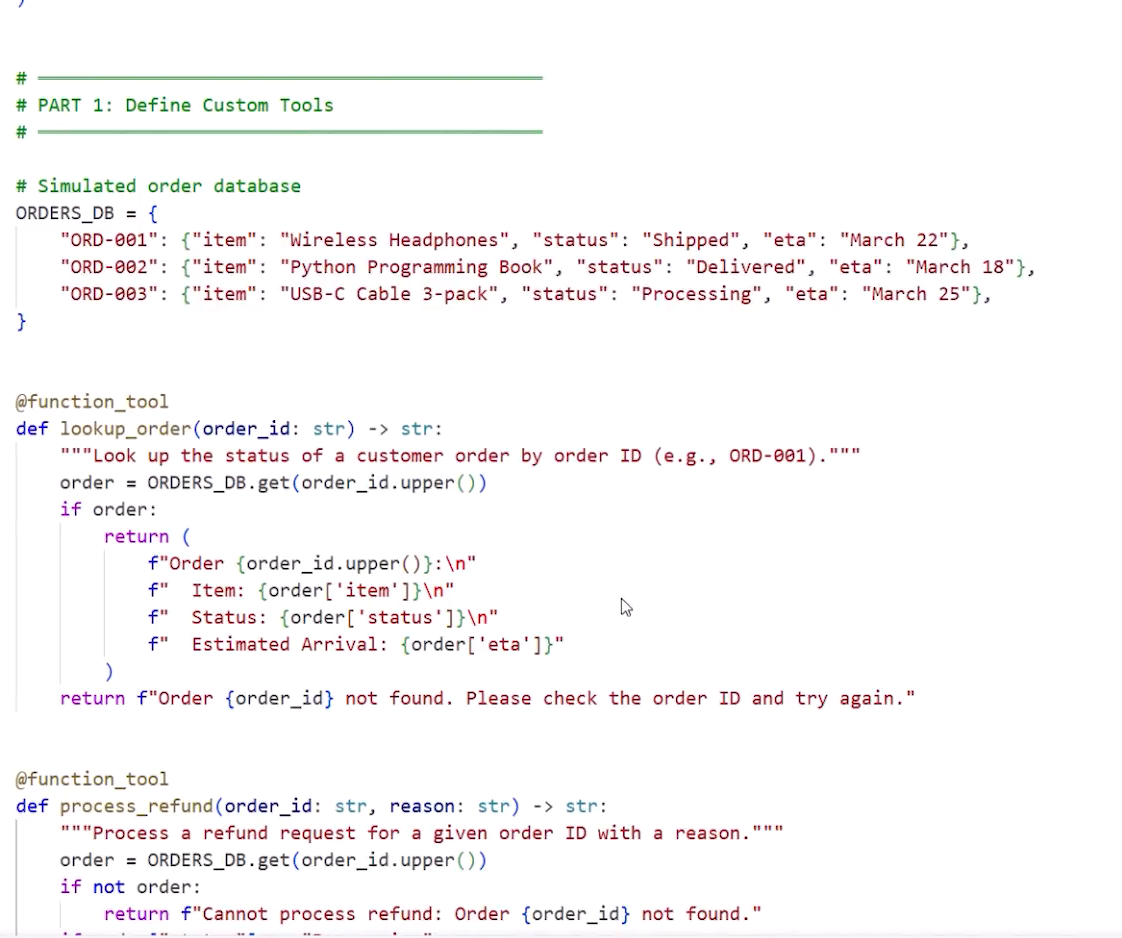 )
# ══════════════════════════════════════════════
# PART 1: Define Custom Tools
# ══════════════════════════════════════════════
# Simulated order database
ORDERS_DB = {
    "ORD-001": {"item": "Wireless Headphones", "status": "Shipped", "eta": "March 22"},
    "ORD-002": {"item": "Python Programming Book", "status": "Delivered", "eta": "March 18"},
    "ORD-003": {"item": "USB-C Cable 3-pack", "status": "Processing", "eta": "March 25"},
}
@function_tool
def lookup_order(order_id: str) -> str:
    """Look up the status of a customer order by order ID (e.g., ORD-001)."""
    order = ORDERS_DB.get(order_id.upper())
    if order:
        return (
            f"Order {order_id.upper()}:\n"
            f"  Item: {order['item']}\n"
            f"  Status: {order['status']}\n"
            f"  Estimated Arrival: {order['eta']}"
        )
    return f"Order {order_id} not found. Please check the order ID and try again."
@function_tool
def process_refund(order_id: str, reason: str) -> str:
    """Process a refund request for a given order ID with a reason."""
    order = ORDERS_DB.get(order_id.upper())
    if not order:
        return f"Cannot process refund: Order {order_id} not found."